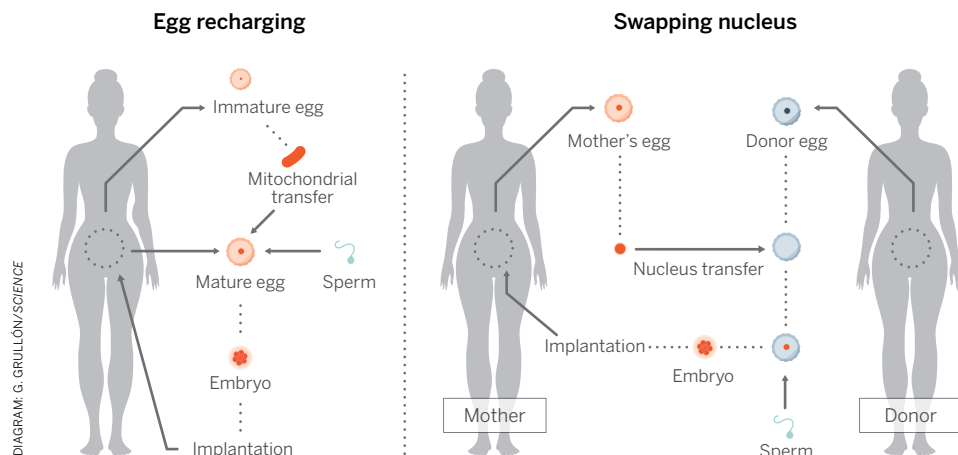 Egg recharging
Immature egg
Mitochondrial
transfer
Mature egg
Sperm
Embryo
Implantation
Swapping nucleus
Mother's egg
Donor egg
Nucleus transfer
Implantation
Embryo
Mother
Sperm
Donor
DIAGRAM: G. GRULLÓN/SCIENCE